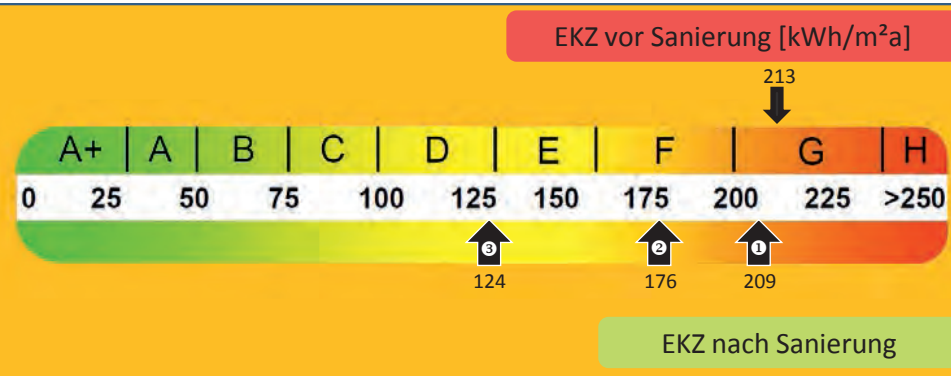 EKZ vor Sanierung [kWh/m²a]
213
A+ A B C D E F G H
0 25 50 75 100 125 150 175 200 225 >250
❸ ❷ ❶
124 176 209
EKZ nach Sanierung